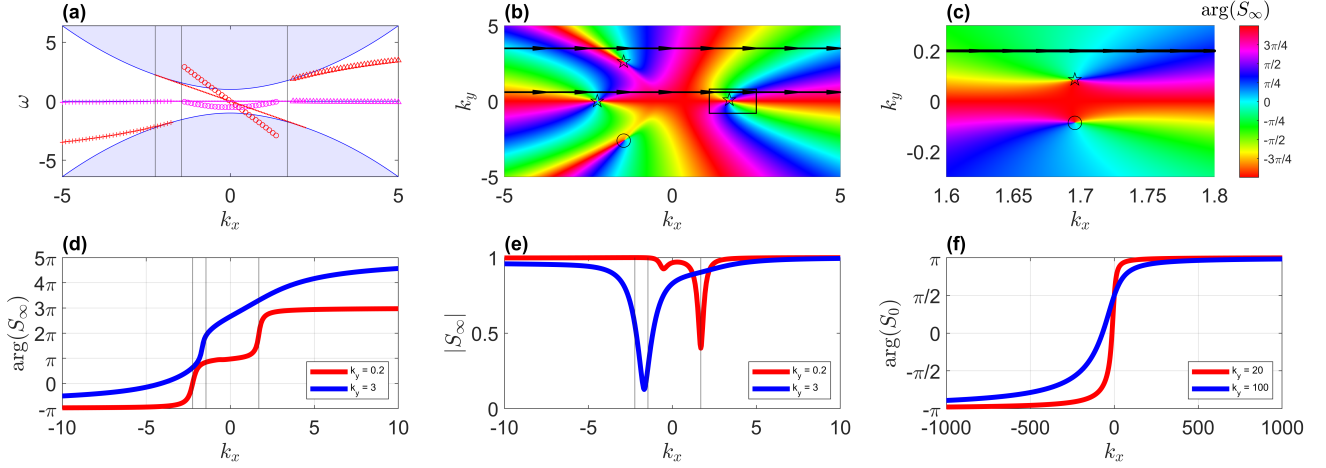 (a)
ω
5
0
-5
-5 0 5
k_x
(b)
k_y
5
0
-5
-5 0 5
k_x
(c)
k_y
0.2
0
-0.2
1.6 1.65 1.7 1.75 1.8
k_x
arg(S_∞)
3π/4
π/2
π/4
0
-π/4
-π/2
-3π/4
(d)
arg(S_∞)
5π
4π
3π
2π
π
0
-π
-10 -5 0 5 10
k_x
k_y = 0.2
k_y = 3
(e)
|S_∞|
1
0.5
0
-10 -5 0 5 10
k_x
k_y = 0.2
k_y = 3
(f)
arg(S_0)
π
π/2
0
-π/2
-π
-1000 -500 0 500 1000
k_x
k_y = 20
k_y = 100